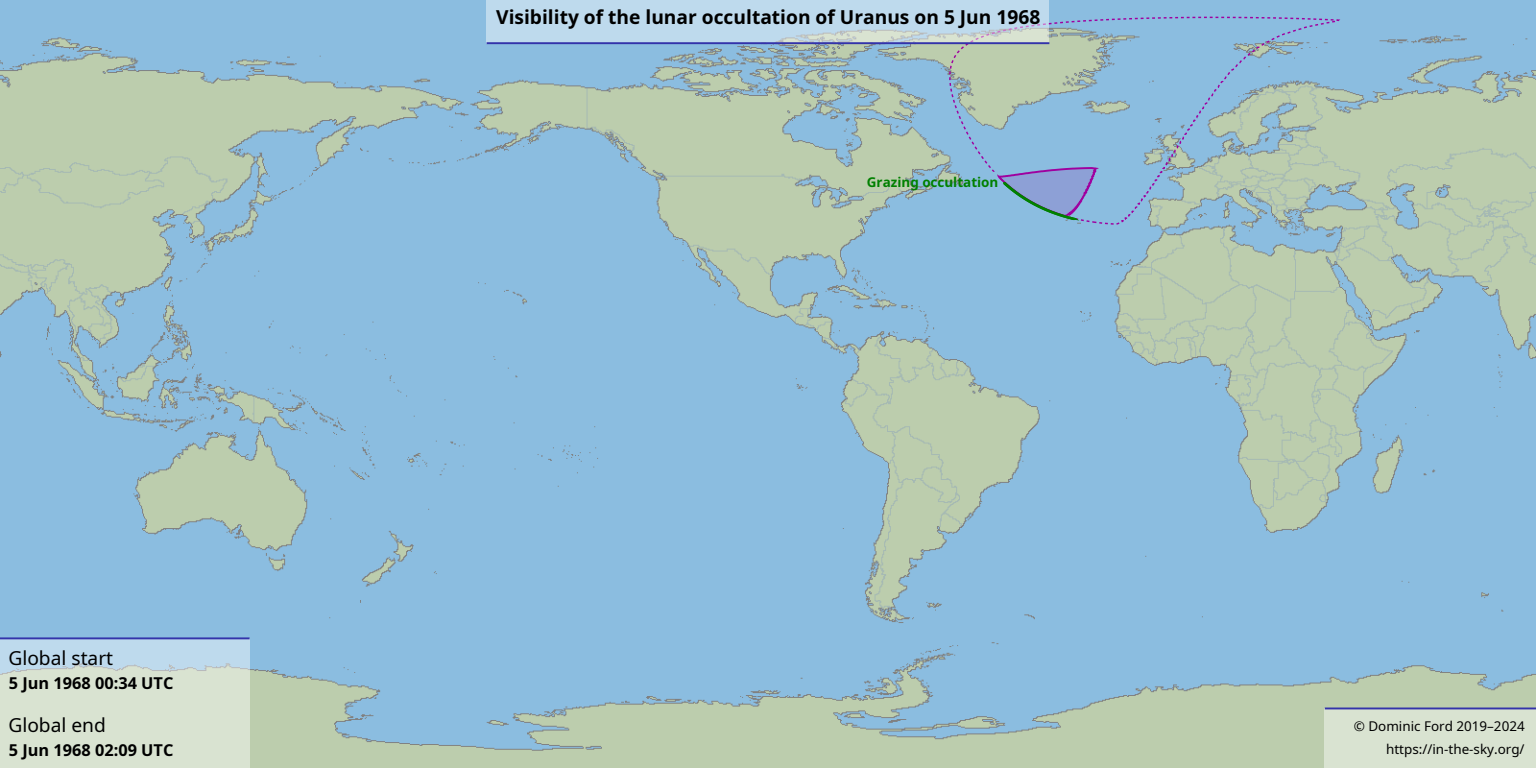 Visibility of the lunar occultation of Uranus on 5 Jun 1968
Grazing occultation
Global start
5 Jun 1968 00:34 UTC
Global end
5 Jun 1968 02:09 UTC
© Dominic Ford 2019–2024
https://in-the-sky.org/